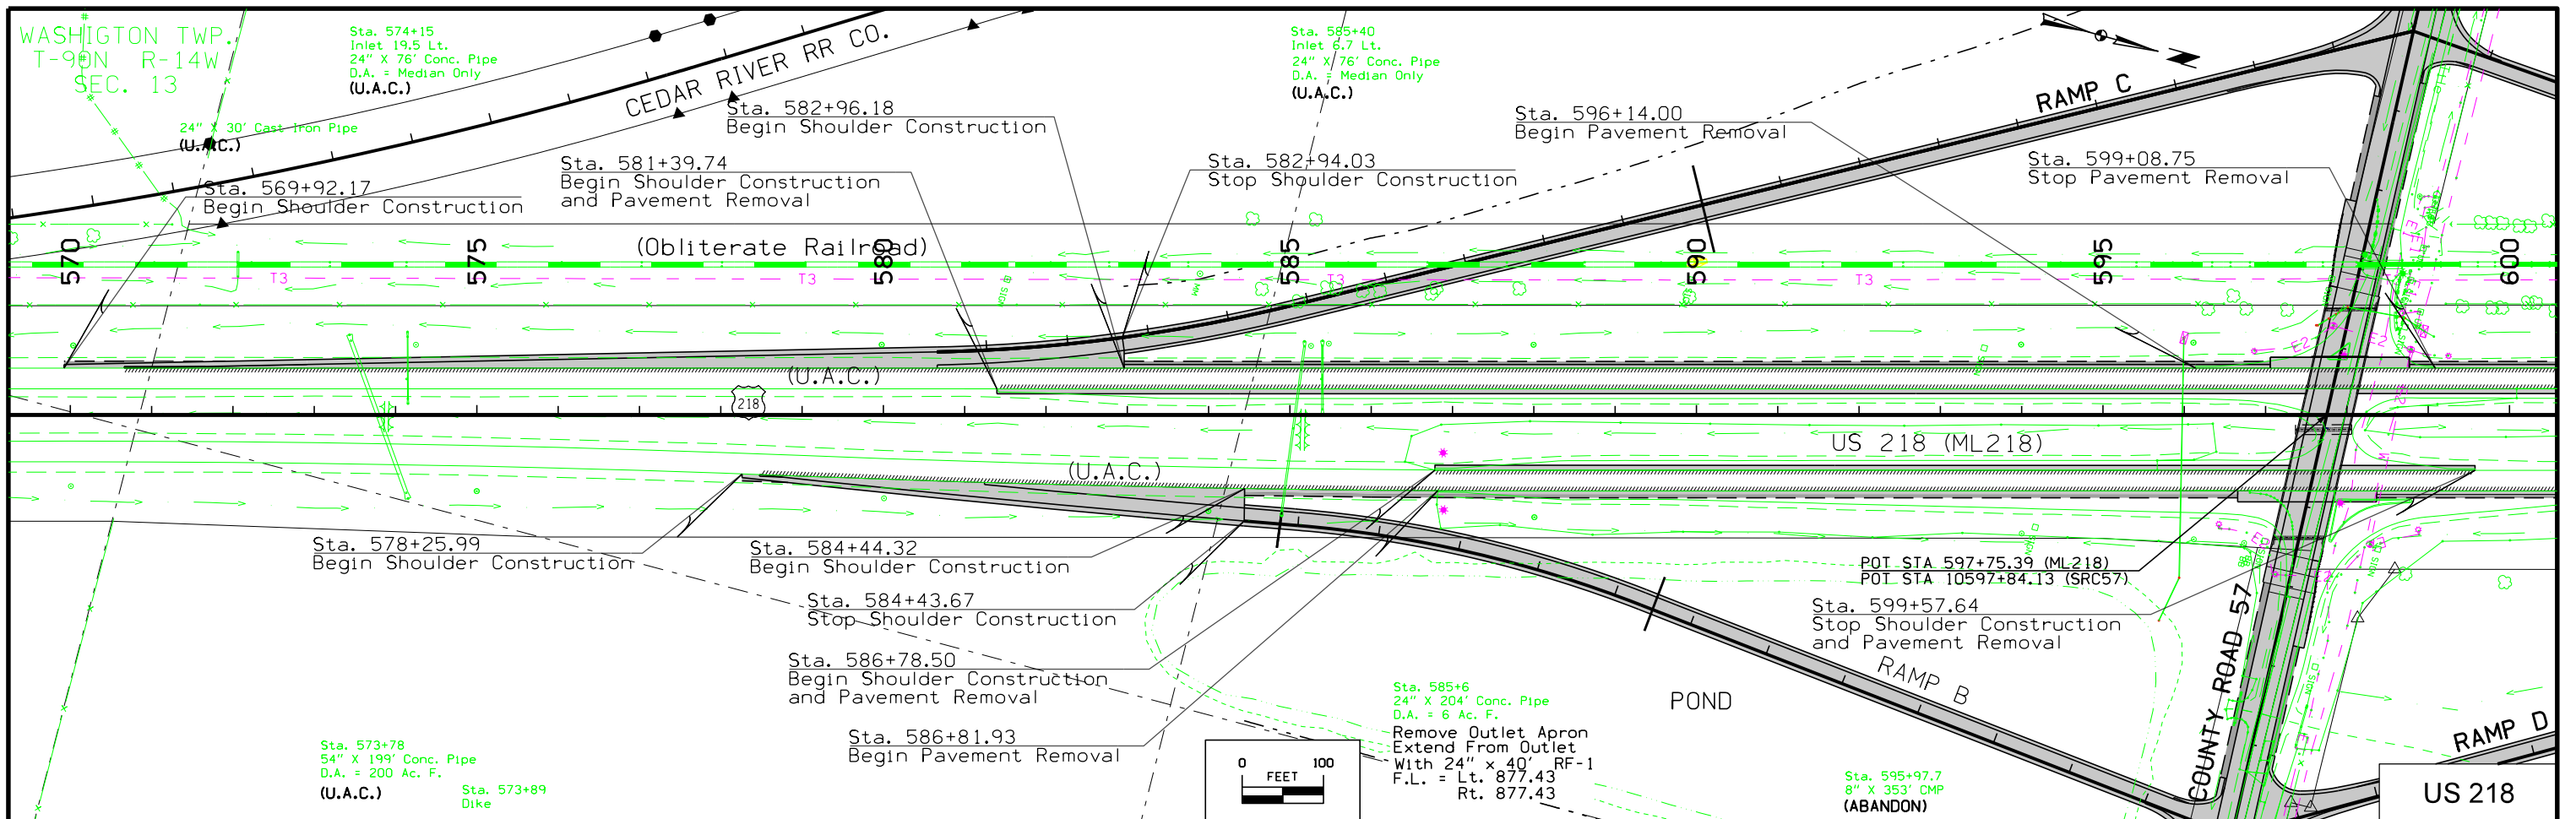 WASHIGTON TWP.
T-90N R-14W
SEC. 13
Sta. 574+15
Inlet 19.5 Lt.
24" X 76' Conc. Pipe
D.A. = Median Only
(U.A.C.)
24" X 30' Cast Iron Pipe
(U.A.C.)
CEDAR RIVER RR CO.
Sta. 585+40
Inlet 6.7 Lt.
24" X 76' Conc. Pipe
D.A. = Median Only
(U.A.C.)
Sta. 569+92.17
Begin Shoulder Construction
Sta. 581+39.74
Begin Shoulder Construction
and Pavement Removal
Sta. 582+96.18
Begin Shoulder Construction
Sta. 582+94.03
Stop Shoulder Construction
Sta. 596+14.00
Begin Pavement Removal
RAMP C
Sta. 599+08.75
Stop Pavement Removal
(Obliterate Railroad)
570
575
580
585
590
595
600
T3
T3
T3
T3
SIGN
MM
E2
E2
(U.A.C.)
218
US 218 (ML218)
(U.A.C.)
Sta. 578+25.99
Begin Shoulder Construction
Sta. 584+44.32
Begin Shoulder Construction
Sta. 584+43.67
Stop Shoulder Construction
Sta. 586+78.50
Begin Shoulder Construction
and Pavement Removal
Sta. 586+81.93
Begin Pavement Removal
POT STA 597+75.39 (ML218)
POT STA 10597+84.13 (SRC57)
Sta. 599+57.64
Stop Shoulder Construction
and Pavement Removal
RAMP B
POND
COUNTY ROAD 57
RAMP D
Sta. 573+78
54" X 199' Conc. Pipe
D.A. = 200 Ac. F.
(U.A.C.)
Sta. 573+89
Dike
0 100
FEET
Sta. 585+6
24" X 204' Conc. Pipe
D.A. = 6 Ac. F.
Remove Outlet Apron
Extend From Outlet
With 24" x 40' RF-1
F.L. = Lt. 877.43
Rt. 877.43
Sta. 595+97.7
8" X 353' CMP
(ABANDON)
US 218